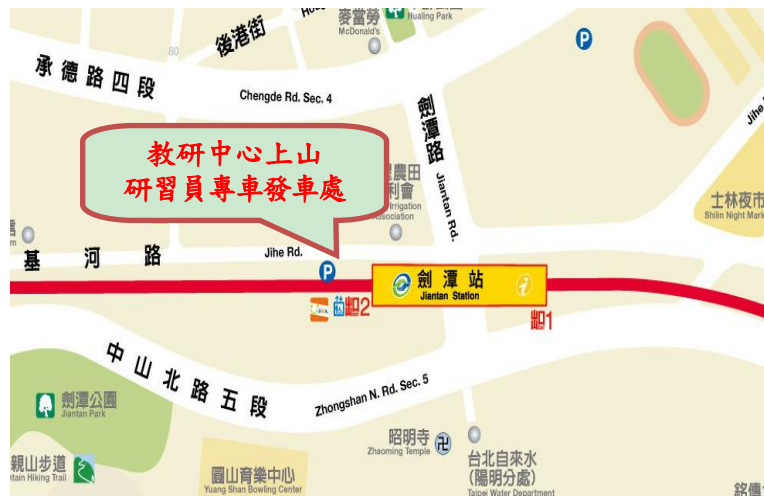 麥當勞
McDonald's
Hualing Park
後港街
80
P
承德路四段
Chengde Rd. Sec. 4
劍潭路
Jiantan Rd.
教研中心上山
研習員專車發車處
農田
利會
Irrigation
Association
士林夜市
Shilin Night Mark
Jihe
基河路
Jihe Rd.
P
劍潭站
Jiantan Station
出口2
出口1
中山北路五段
Zhongshan N. Rd. Sec. 5
劍潭公園
Jiantan Park
親山步道
tain Hiking Trail
圓山育樂中心
Yuang Shan Bowling Center
昭明寺
Zhaoming Temple
卍
台北自來水
(陽明分處)
Taipei Water Department
銘傳